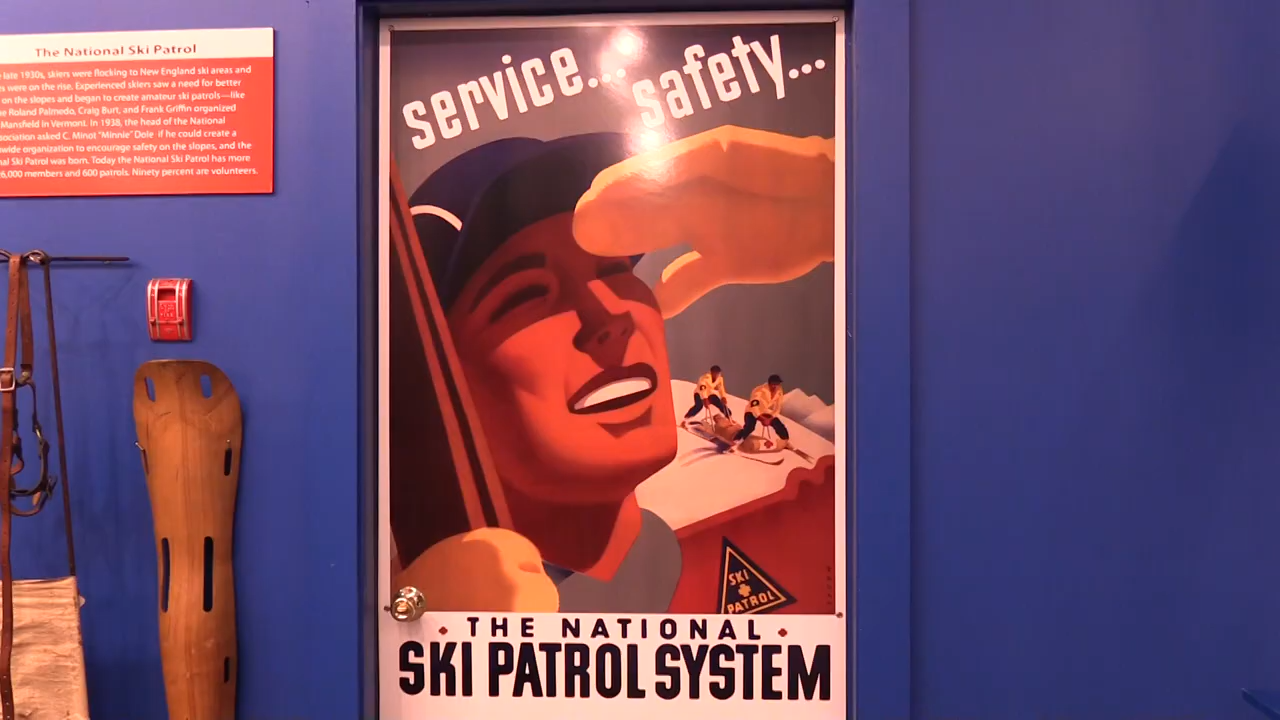 The National Ski Patrol
late 1930s, skiers were flocking to New England ski areas and
were on the rise. Experienced skiers saw a need for better
on the slopes and began to create amateur ski patrols—like
Roland Palmedo, Craig Burt, and Frank Griffin organized
Mansfield in Vermont. In 1938, the head of the National
asked C. Minot "Minnie" Dole if he could create a
organization to encourage safety on the slopes, and the
Ski Patrol was born. Today the National Ski Patrol has more
6,000 members and 600 patrols. Ninety percent are volunteers.
service... safety...
SKI
PATROL
THE NATIONAL
SKI PATROL SYSTEM